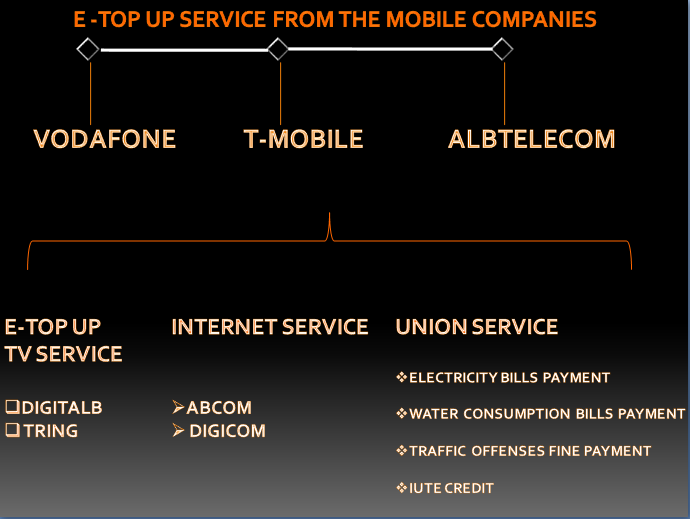 E -TOP UP SERVICE FROM THE MOBILE COMPANIES
VODAFONE
T-MOBILE
ALBTELECOM
E-TOP UP
TV SERVICE
❑DIGITALB
❑TRING
INTERNET SERVICE
➢ABCOM
➢ DIGICOM
UNION SERVICE
❖ELECTRICITY BILLS PAYMENT
❖WATER CONSUMPTION BILLS PAYMENT
❖TRAFFIC OFFENSES FINE PAYMENT
❖IUTE CREDIT